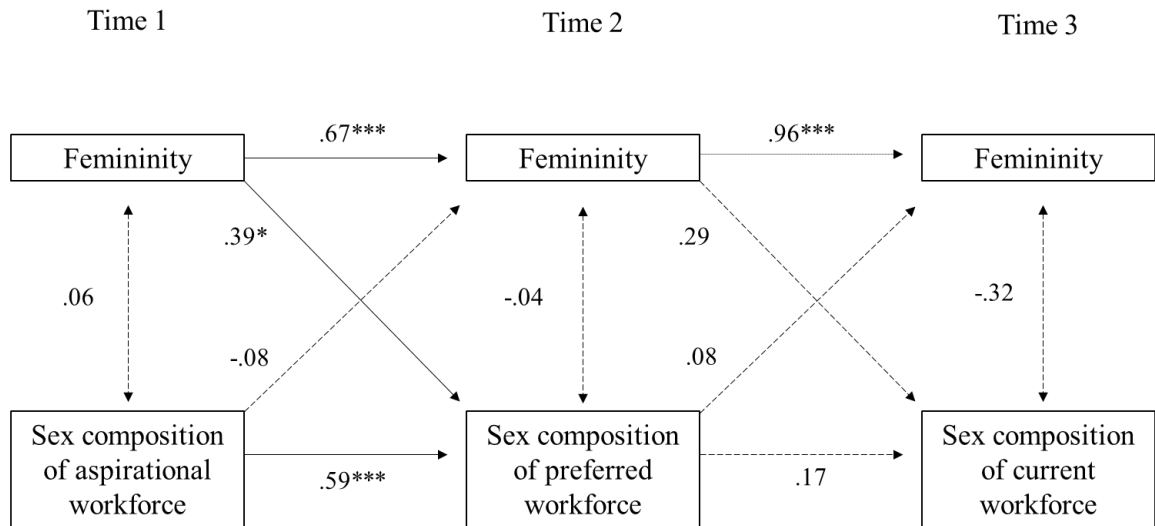 Time 1
Time 2
Time 3
.67***
.96***
Femininity
Femininity
Femininity
.39*
.29
.06
-.04
-.32
-.08
.08
Sex composition
of aspirational
workforce
Sex composition
of preferred
workforce
Sex composition
of current
workforce
.59***
.17